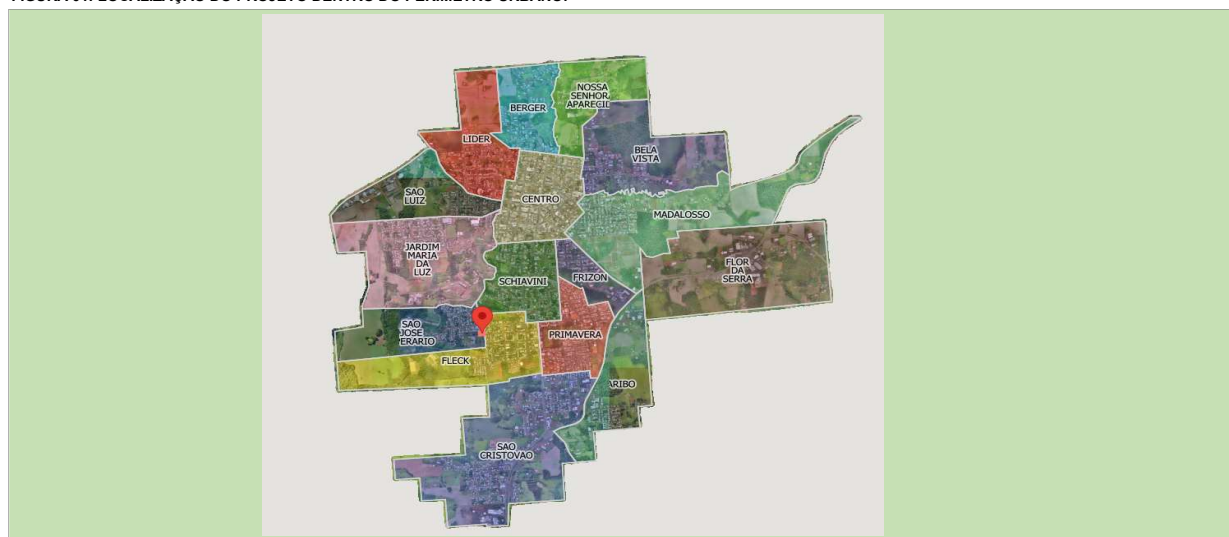 BERGER
NOSSA
SENHOR
APARECID
LIDER
BELA
VISTA
SAO
LUIZ
CENTRO
MADALOSSO
JARDIM
MARIA
DA
LUZ
FLOR
DA
SERRA
SCHIAVINI
FRIZON
SAO
JOSE
ERARIO
PRIMAVERA
FLECK
ARIBO
SAO
CRISTOVAO